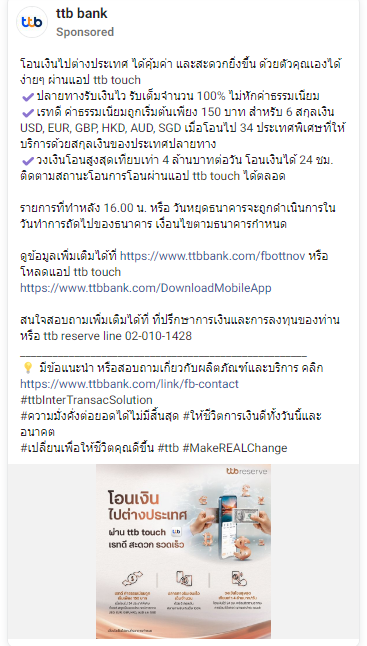 ttb
ttb bank
Sponsored
โอนเงินไปต่างประเทศ ได้คุ้มค่า และสะดวกยิ่งขึ้น ด้วยตัวคุณเองได้
ง่ายๆ ผ่านแอป ttb touch
✔ ปลายทางรับเงินไว รับเต็มจำนวน 100% ไม่หักค่าธรรมเนียม
✔ เรทดี ค่าธรรมเนียมถูกเริ่มต้นเพียง 150 บาท สำหรับ 6 สกุลเงิน
USD, EUR, GBP, HKD, AUD, SGD เมื่อโอนไป 34 ประเทศพิเศษที่ให้
บริการด้วยสกุลเงินของประเทศปลายทาง
✔ วงเงินโอนสูงสุดเทียบเท่า 4 ล้านบาทต่อวัน โอนเงินได้ 24 ชม.
ติดตามสถานะโอนการโอนผ่านแอป ttb touch ได้ตลอด
รายการที่ทำหลัง 16.00 น. หรือ วันหยุดธนาคารจะถูกดำเนินการใน
วันทำการถัดไปของธนาคาร เงื่อนไขตามธนาคารกำหนด
ดูข้อมูลเพิ่มเติมได้ที่ https://www.ttbbank.com/fbottnov หรือ
โหลดแอป ttb touch
https://www.ttbbank.com/DownloadMobileApp
สนใจสอบถามเพิ่มเติมได้ที่ ที่ปรึกษาการเงินและการลงทุนของท่าน
หรือ ttb reserve line 02-010-1428
💡 มีข้อแนะนำ หรือสอบถามเกี่ยวกับผลิตภัณฑ์และบริการ คลิก
https://www.ttbbank.com/link/fb-contact
#ttbInterTransacSolution
#ความมั่งคั่งต่อยอดได้ไม่มีสิ้นสุด #ให้ชีวิตการเงินดีทั้งวันนี้และ
อนาคต
#เปลี่ยนเพื่อให้ชีวิตคุณดีขึ้น #ttb #MakeREALChange
ttb reserve
โอนเงิน
ไปต่างประเทศ
ผ่าน ttb touch ttb
เรทดี สะดวก รวดเร็ว